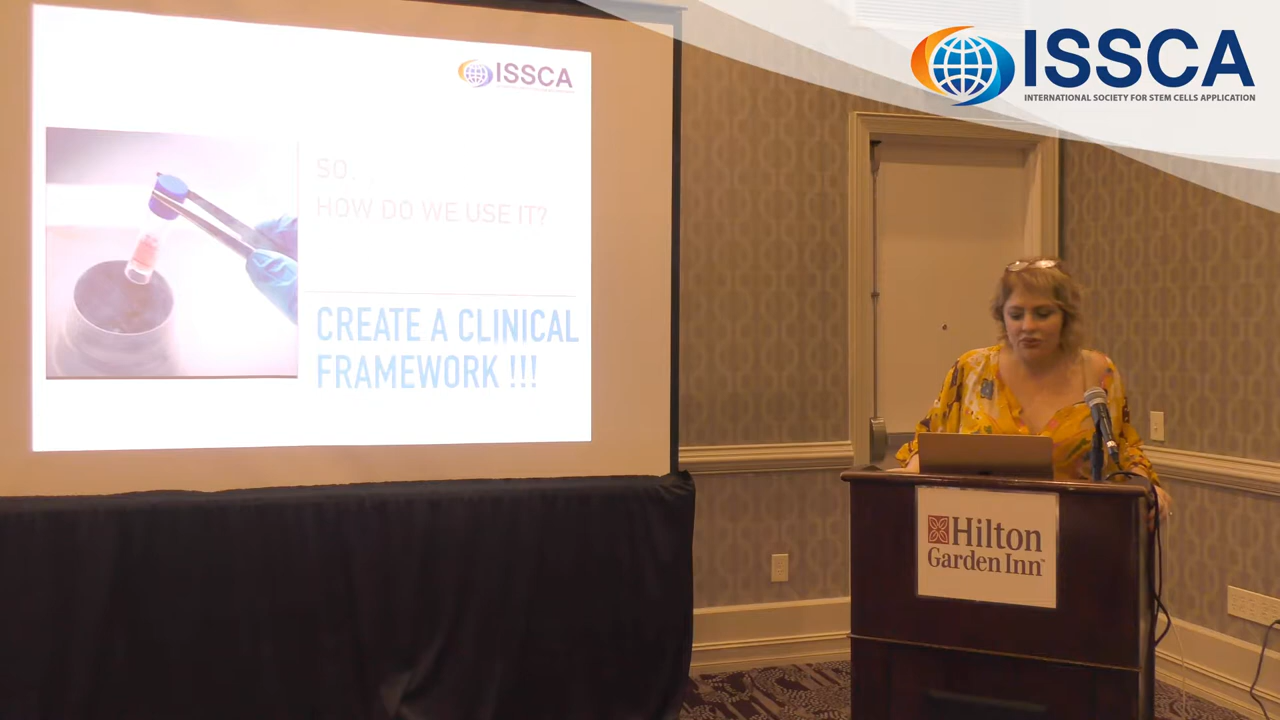 ISSCA
SO.
HOW DO WE USE IT?
CREATE A CLINICAL
FRAMEWORK !!!
ISSCA
INTERNATIONAL SOCIETY FOR STEM CELLS APPLICATION
Hilton
Garden Inn™